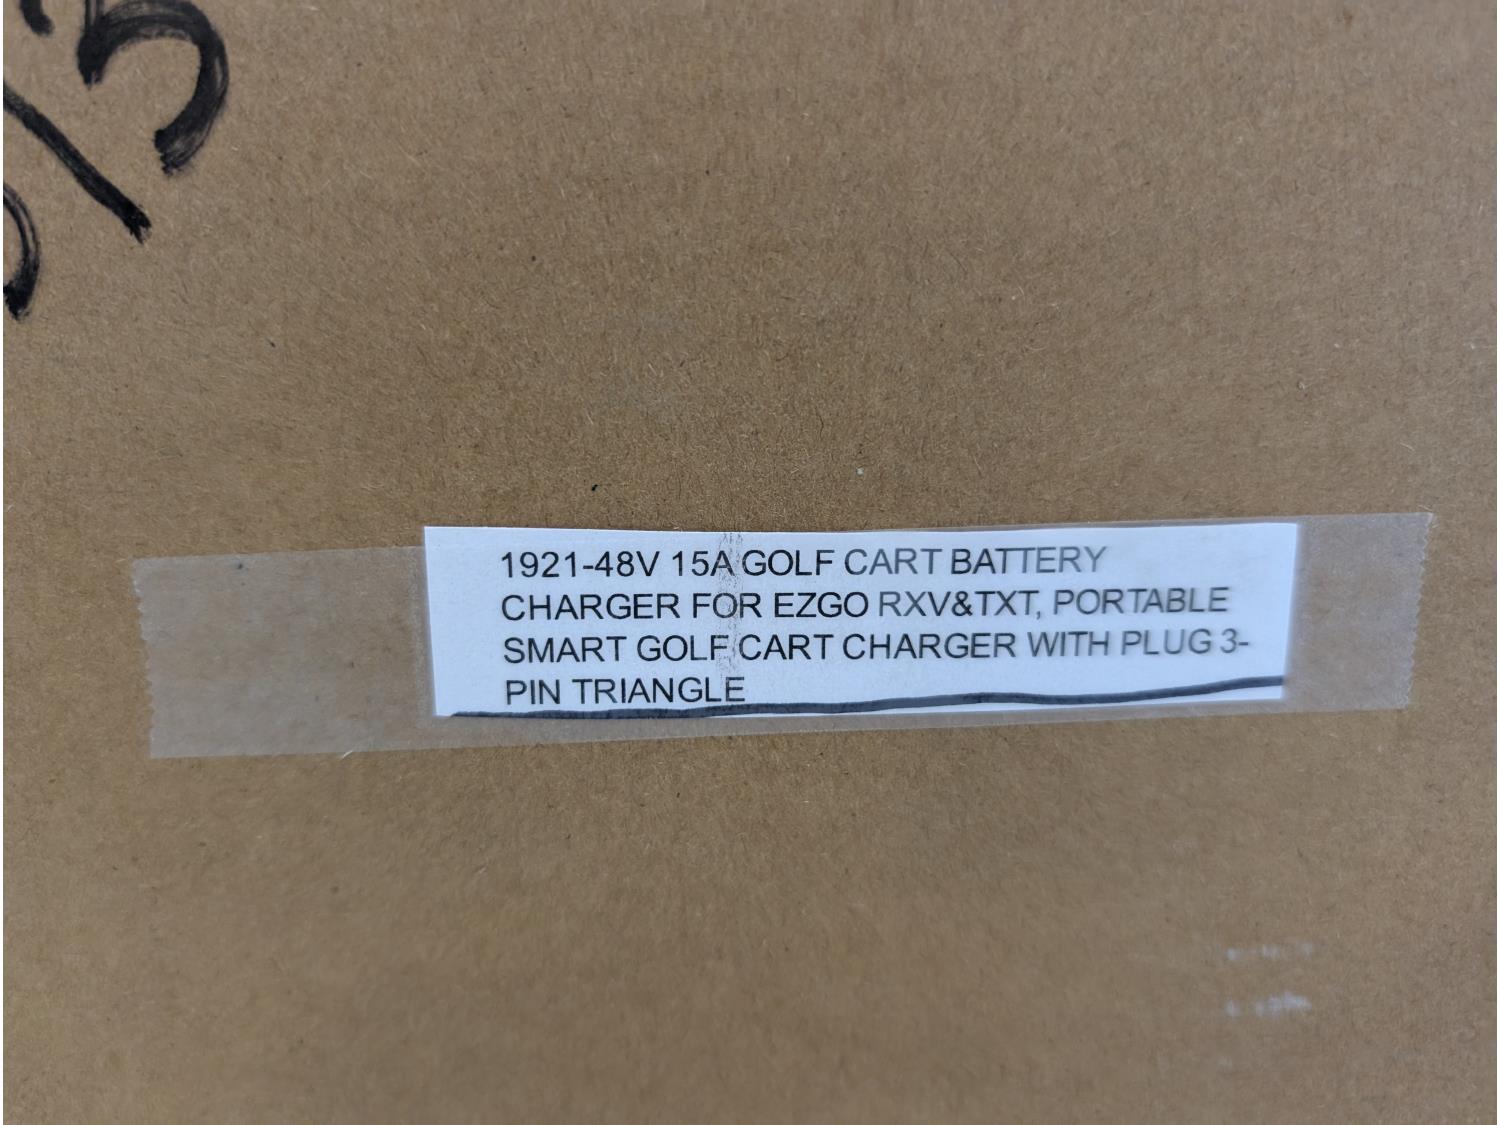 1921-48V 15A GOLF CART BATTERY
CHARGER FOR EZGO RXV&TXT, PORTABLE
SMART GOLF CART CHARGER WITH PLUG 3-
PIN TRIANGLE